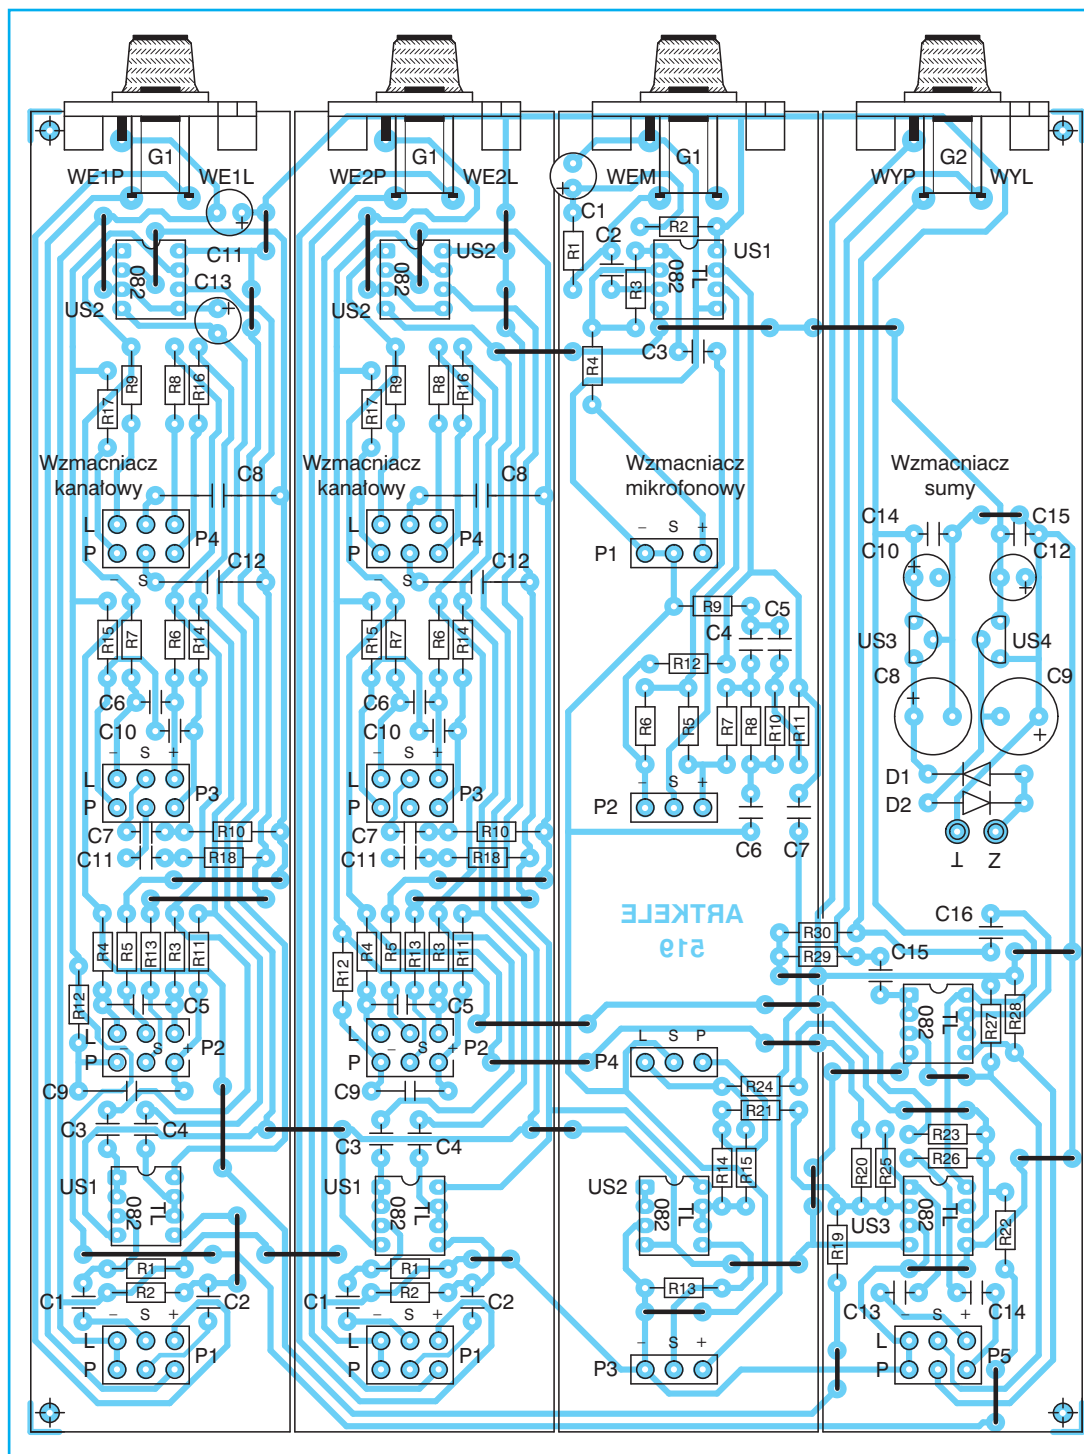 G1
G1
G1
G2
WE1P
WE1L
WE2P
WE2L
WEM
WYP
WYL
C11
US2
082
C13
US2
US2
082
US2
C1
R1
C2
R2
R3
US1
TL
082
C3
R4
R9
R8
R16
R17
R9
R8
R16
R17
Wzmacniacz
kanałowy
C8
Wzmacniacz
kanałowy
C8
Wzmacniacz
mikrofonowy
Wzmacniacz
sumy
L
P
P4
- S
C12
L
P
P4
- S
C12
- S +
P1
C14
C15
C10
C12
US3
US4
C8
C9
D1
D2
⊥ Z
R15
R7
R6
R14
C6
C10
- S +
L
P
P3
C7
R10
C11
R18
R15
R7
R6
R14
C6
C10
- S +
L
P
P3
C7
R10
C11
R18
R9
C5
C4
R12
R6
R5
R7
R8
R10
R11
- S +
P2
C6
C7
ARTKELE
519
R4
R5
R13
R3
R11
R12
C5
L
P
- S +
P2
C9
C3
C4
R4
R5
R13
R3
R11
R12
C5
L
P
- S +
P2
C9
C3
C4
R30
R29
C16
C15
TL
082
R27
R28
L S P
P4
R24
R21
R14
R15
R23
R26
R20
R25
US1
TL
082
US1
TL
082
US2
TL
082
US3
TL
082
R19
R22
R1
R2
C1
C2
- S +
L
P
P1
R1
R2
C1
C2
- S +
L
P
P1
R13
- S +
P3
C13
C14
- S +
L
P
P5